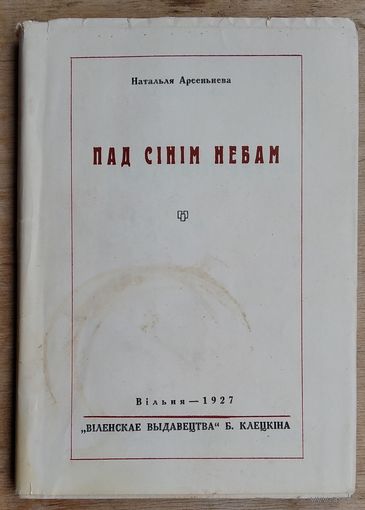 Натальля Арсеньнева
ПАД СІНІМ НЕБАМ
Вільня — 1927
„ВІЛЕНСКАЕ ВЫДАВЕЦТВА“ Б. КЛЕЦКІНА